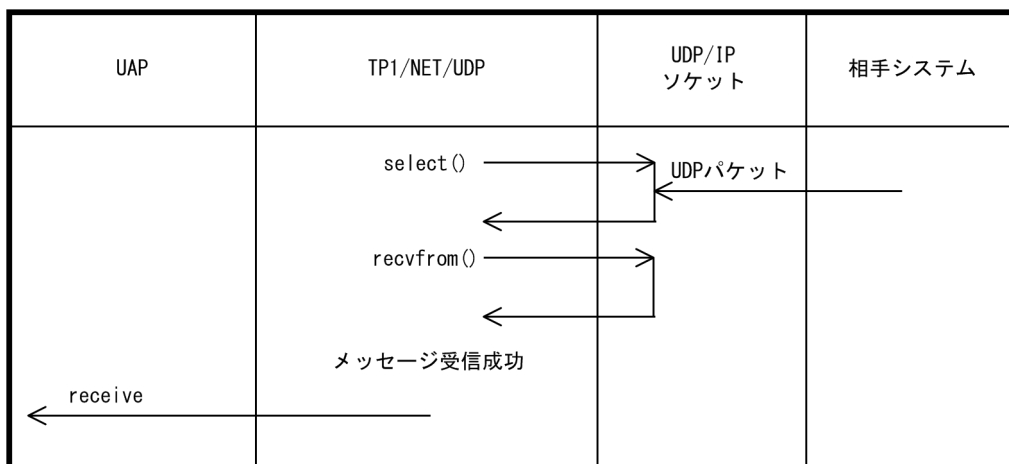 UAP
TP1/NET/UDP
UDP/IP
ソケット
相手システム
select()
UDPパケット
recvfrom()
メッセージ受信成功
receive